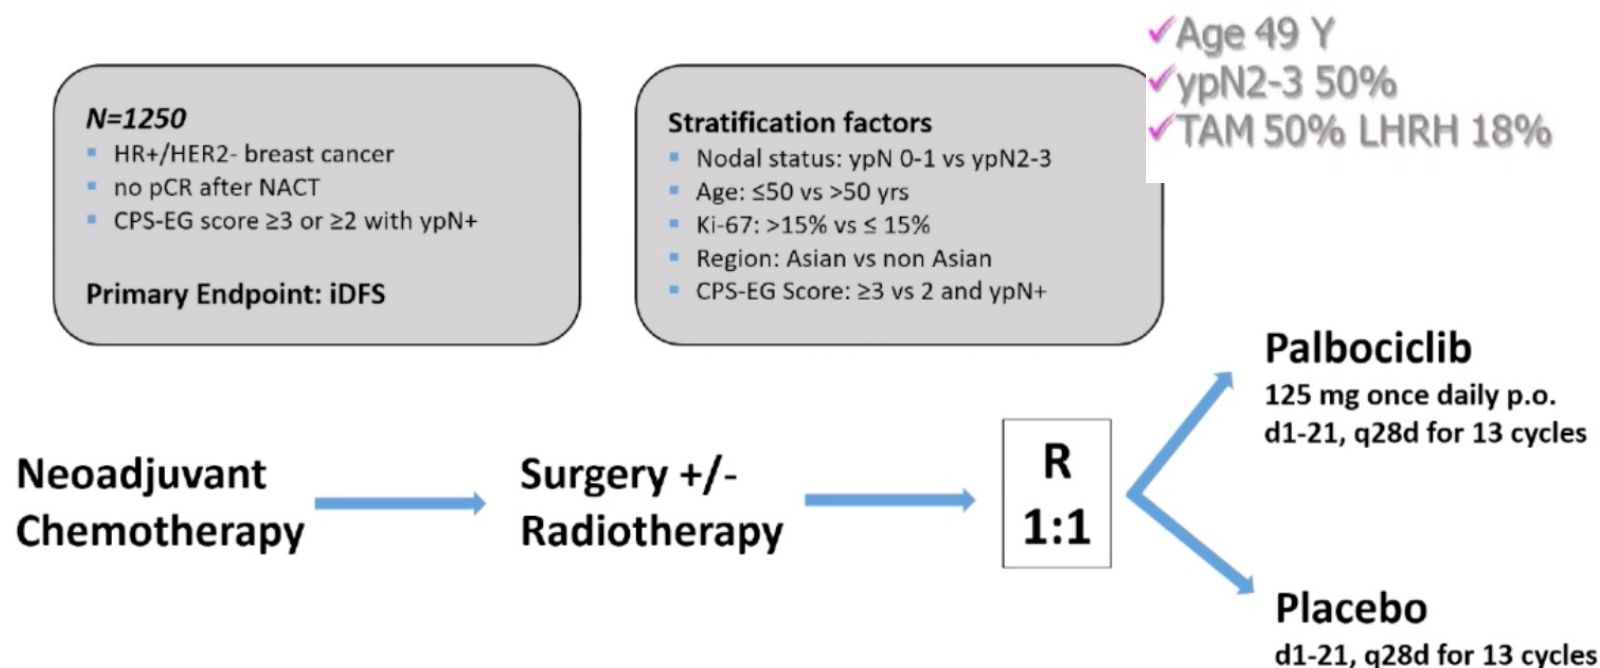 Age 49 Y
ypN2-3 50%
TAM 50% LHRH 18%
N=1250
HR+/HER2- breast cancer
no pCR after NACT
CPS-EG score ≥3 or ≥2 with ypN+
Primary Endpoint: iDFS
Stratification factors
Nodal status: ypN 0-1 vs ypN2-3
Age: ≤50 vs >50 yrs
Ki-67: >15% vs ≤ 15%
Region: Asian vs non Asian
CPS-EG Score: ≥3 vs 2 and ypN+
Neoadjuvant
Chemotherapy
Surgery +/-
Radiotherapy
R
1:1
Palbociclib
125 mg once daily p.o.
d1-21, q28d for 13 cycles
Placebo
d1-21, q28d for 13 cycles